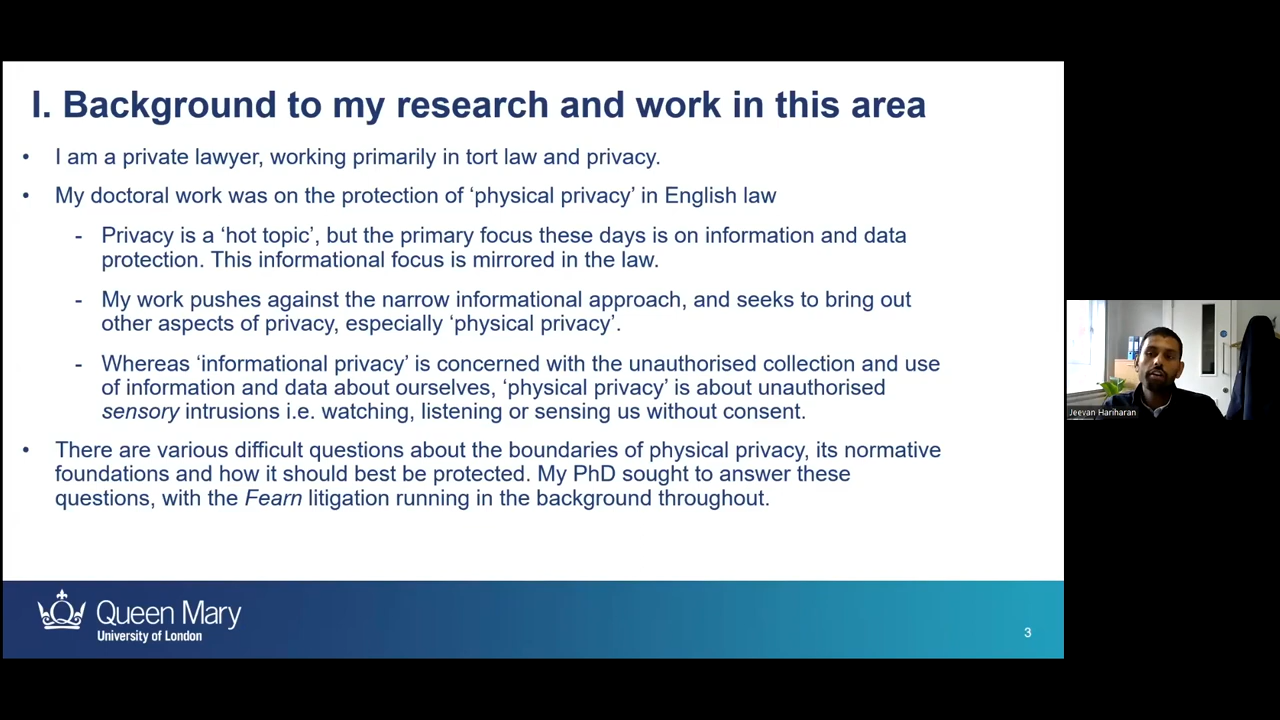 I. Background to my research and work in this area
• I am a private lawyer, working primarily in tort law and privacy.
• My doctoral work was on the protection of ‘physical privacy’ in English law
- Privacy is a ‘hot topic’, but the primary focus these days is on information and data
protection. This informational focus is mirrored in the law.
- My work pushes against the narrow informational approach, and seeks to bring out
other aspects of privacy, especially ‘physical privacy’.
- Whereas ‘informational privacy’ is concerned with the unauthorised collection and use
of information and data about ourselves, ‘physical privacy’ is about unauthorised
sensory intrusions i.e. watching, listening or sensing us without consent.
• There are various difficult questions about the boundaries of physical privacy, its normative
foundations and how it should best be protected. My PhD sought to answer these
questions, with the Fearn litigation running in the background throughout.
Queen Mary
University of London
3
Jeevan Hariharan